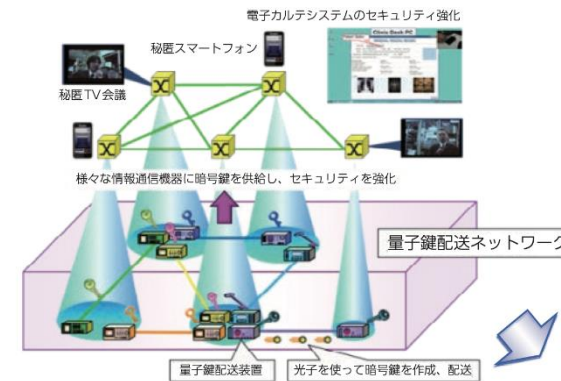 電子カルテシステムのセキュリティ強化
秘匿スマートフォン
Clinic Desk PC
秘匿TV会議
様々な情報通信機器に暗号鍵を供給し、セキュリティを強化
量子鍵配送ネットワーク
量子鍵配送装置
光子を使って暗号鍵を作成、配送